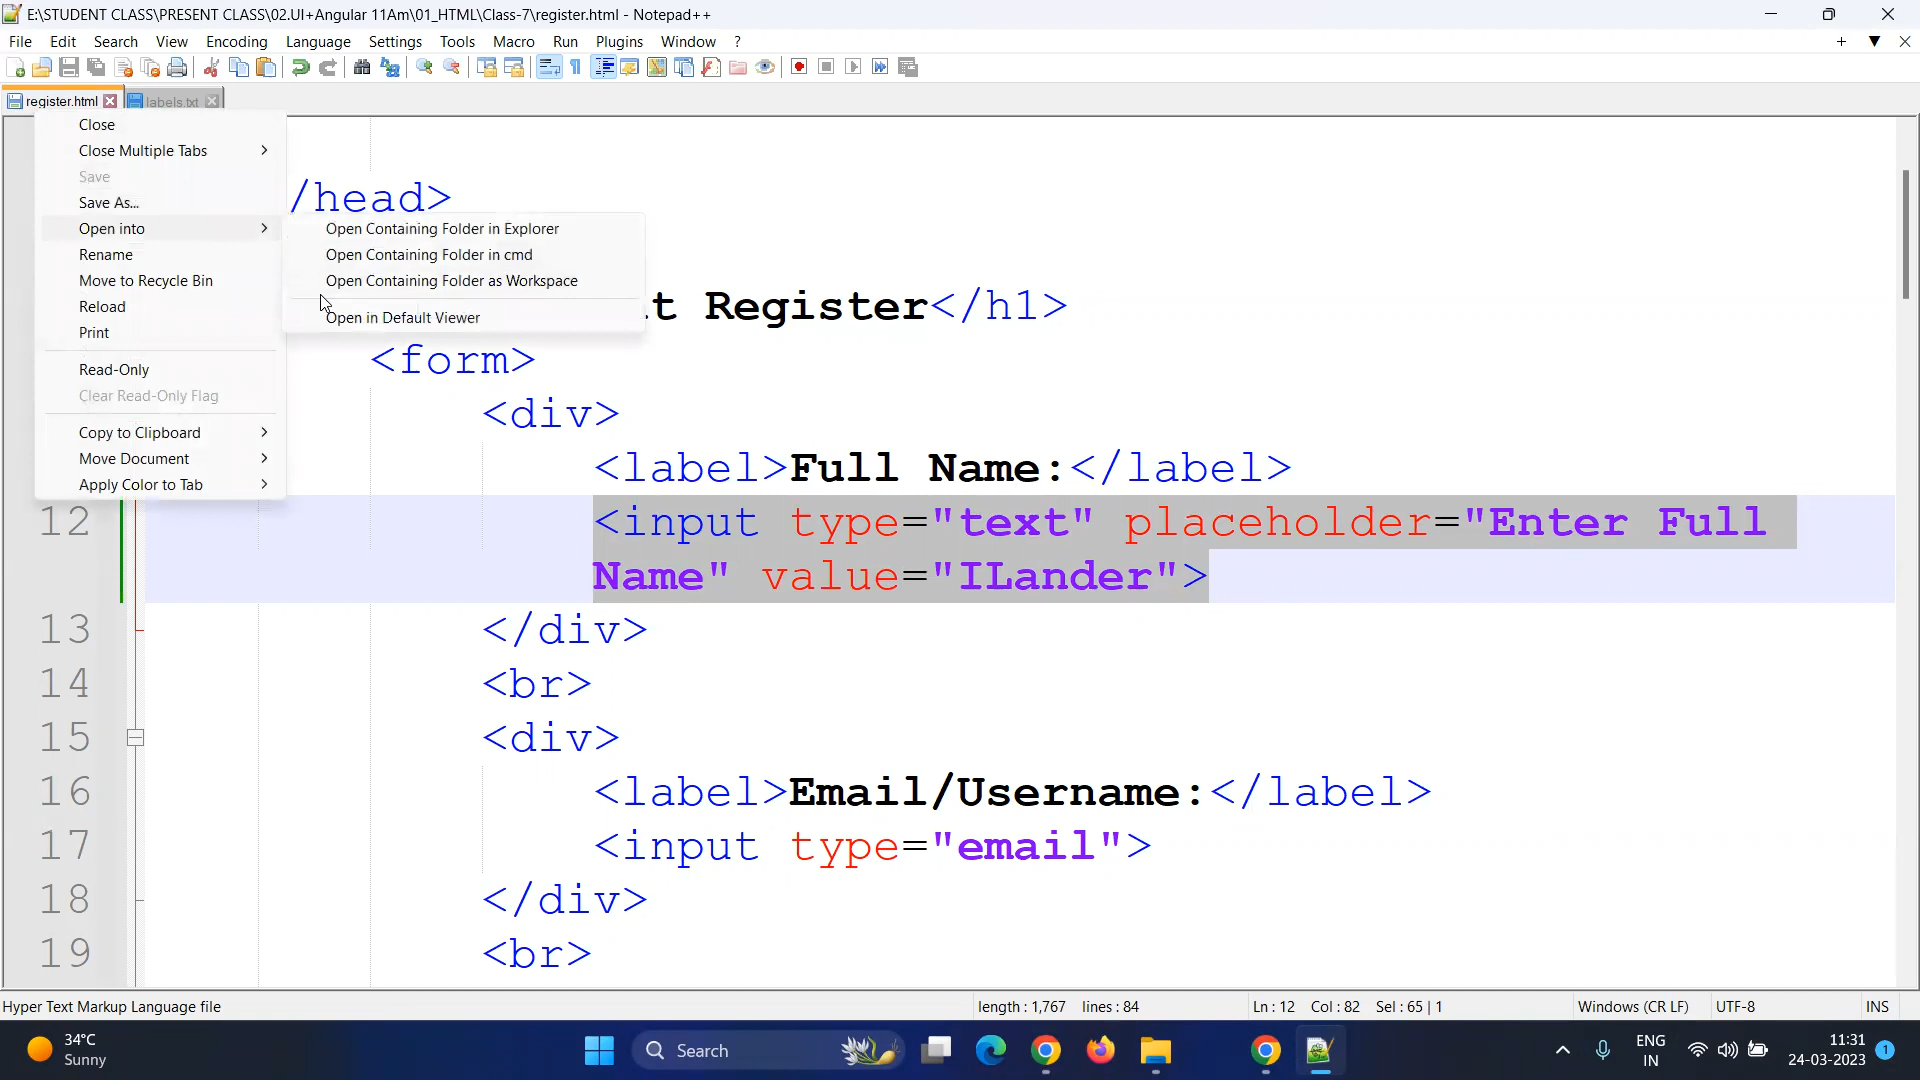 E:\STUDENT CLASS\PRESENT CLASS\02.UI+Angular 11Am\01_HTML\Class-7\register.html - Notepad++
File Edit Search View Encoding Language Settings Tools Macro Run Plugins Window ?
register.html labels.txt
Close
Close Multiple Tabs
Save
Save As...
Open into
Rename
Move to Recycle Bin
Reload
Print
Read-Only
Clear Read-Only Flag
Copy to Clipboard
Move Document
Apply Color to Tab
Open Containing Folder in Explorer
Open Containing Folder in cmd
Open Containing Folder as Workspace
Open in Default Viewer
/head>
t Register</h1>
<form>
<div>
<label>Full Name:</label>
12 <input type="text" placeholder="Enter Full
Name" value="ILander">
13 </div>
14 <br>
15 <div>
16 <label>Email/Username:</label>
17 <input type="email">
18 </div>
19 <br>
Hyper Text Markup Language file length : 1,767 lines : 84 Ln : 12 Col : 82 Sel : 65 | 1 Windows (CR LF) UTF-8 INS
34°C
Sunny
Search
ENG
IN
11:31
24-03-2023
1